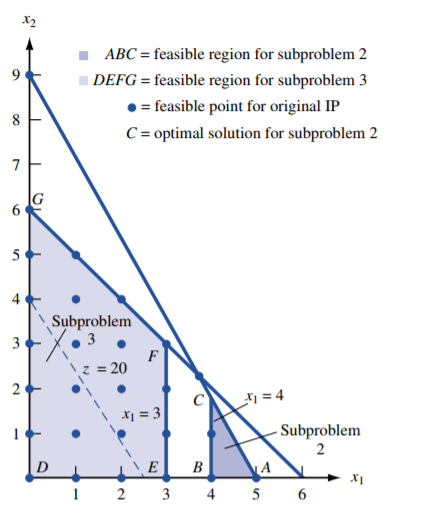 x2
ABC = feasible region for subproblem 2
DEFG = feasible region for subproblem 3
= feasible point for original IP
C = optimal solution for subproblem 2
9
8
7
6
G
5
4
Subproblem
3
3
F
z = 20
2
C
x1 = 4
x1 = 3
1
Subproblem
2
D
E
B
A
x1
1
2
3
4
5
6